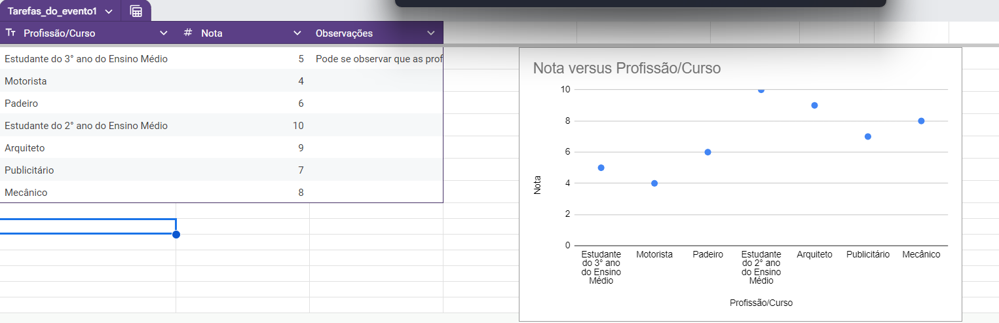 Tarefas_do_evento1
Profissão/Curso # Nota Observações
Estudante do 3° ano do Ensino Médio 5 Pode se observar que as prof
Motorista 4
Padeiro 6
Estudante do 2° ano do Ensino Médio 10
Arquiteto 9
Publicitário 7
Mecânico 8
Nota versus Profissão/Curso
10
8
6
4
2
0
Nota
Estudante do 3° ano do Ensino Médio
Motorista
Padeiro
Estudante do 2° ano do Ensino Médio
Arquiteto
Publicitário
Mecânico
Profissão/Curso